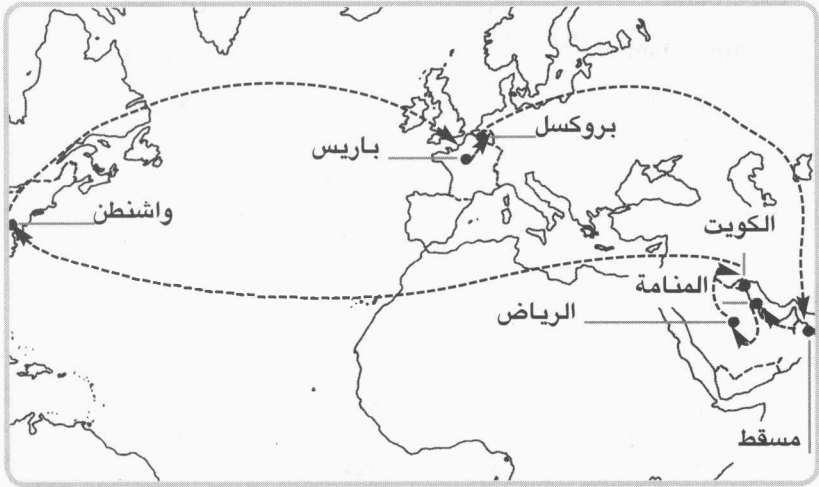 بروكسل
باريس
واشنطن
الكويت
المنامة
الرياض
مسقط